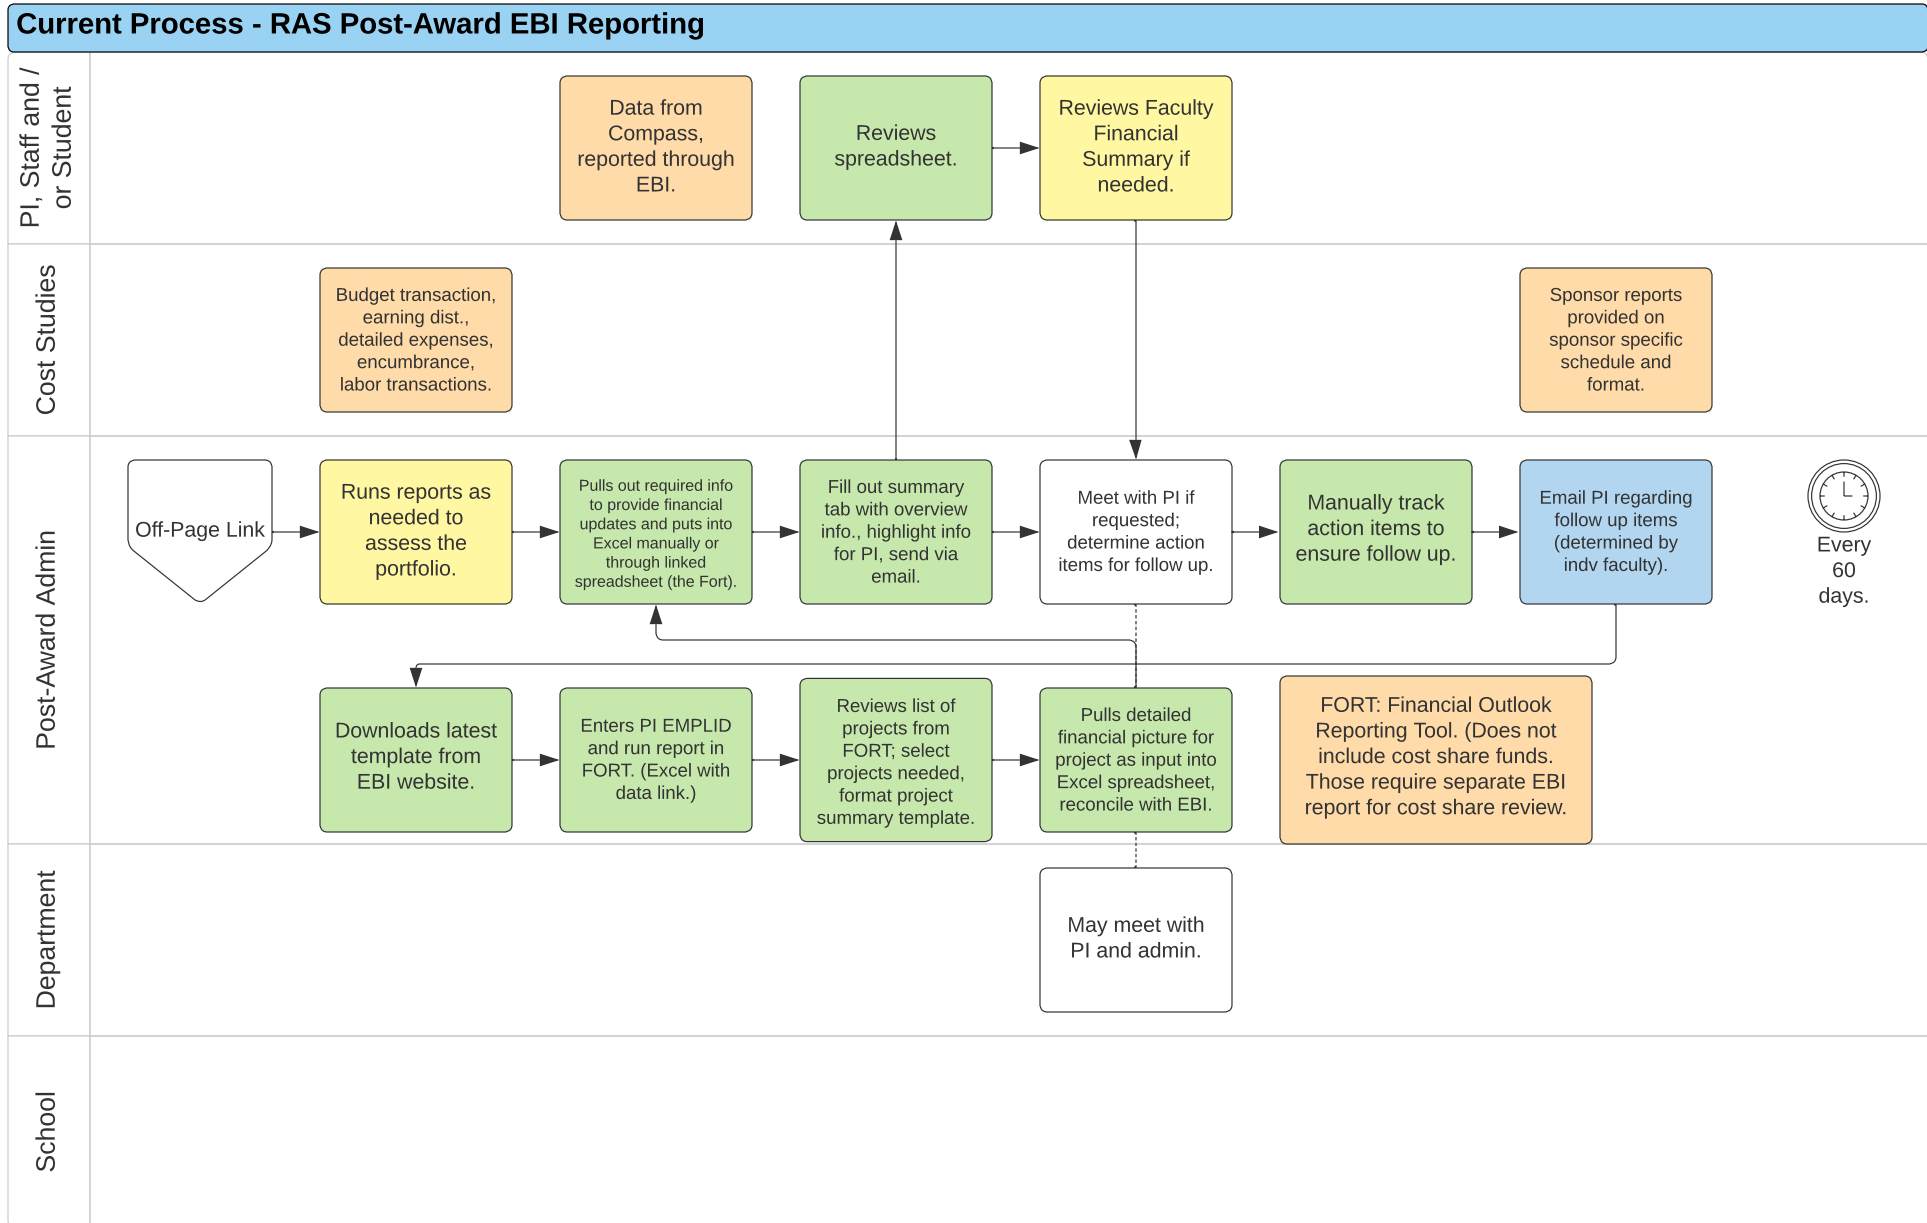 Current Process - RAS Post-Award EBI Reporting
PI, Staff and /
or Student
Data from
Compass,
reported through
EBI.
Reviews
spreadsheet.
Reviews Faculty
Financial
Summary if
needed.
Cost Studies
Budget transaction,
earning dist.,
detailed expenses,
encumbrance,
labor transactions.
Sponsor reports
provided on
sponsor specific
schedule and
format.
Post-Award Admin
Off-Page Link
Runs reports as
needed to
assess the
portfolio.
Pulls out required info
to provide financial
updates and puts into
Excel manually or
through linked
spreadsheet (the Fort).
Fill out summary
tab with overview
info., highlight info
for PI, send via
email.
Meet with PI if
requested;
determine action
items for follow up.
Manually track
action items to
ensure follow up.
Email PI regarding
follow up items
(determined by
indv faculty).
Every
60
days.
Downloads latest
template from
EBI website.
Enters PI EMPLID
and run report in
FORT. (Excel with
data link.)
Reviews list of
projects from
FORT; select
projects needed,
format project
summary template.
Pulls detailed
financial picture for
project as input into
Excel spreadsheet,
reconcile with EBI.
FORT: Financial Outlook
Reporting Tool. (Does not
include cost share funds.
Those require separate EBI
report for cost share review.
Department
May meet with
PI and admin.
School